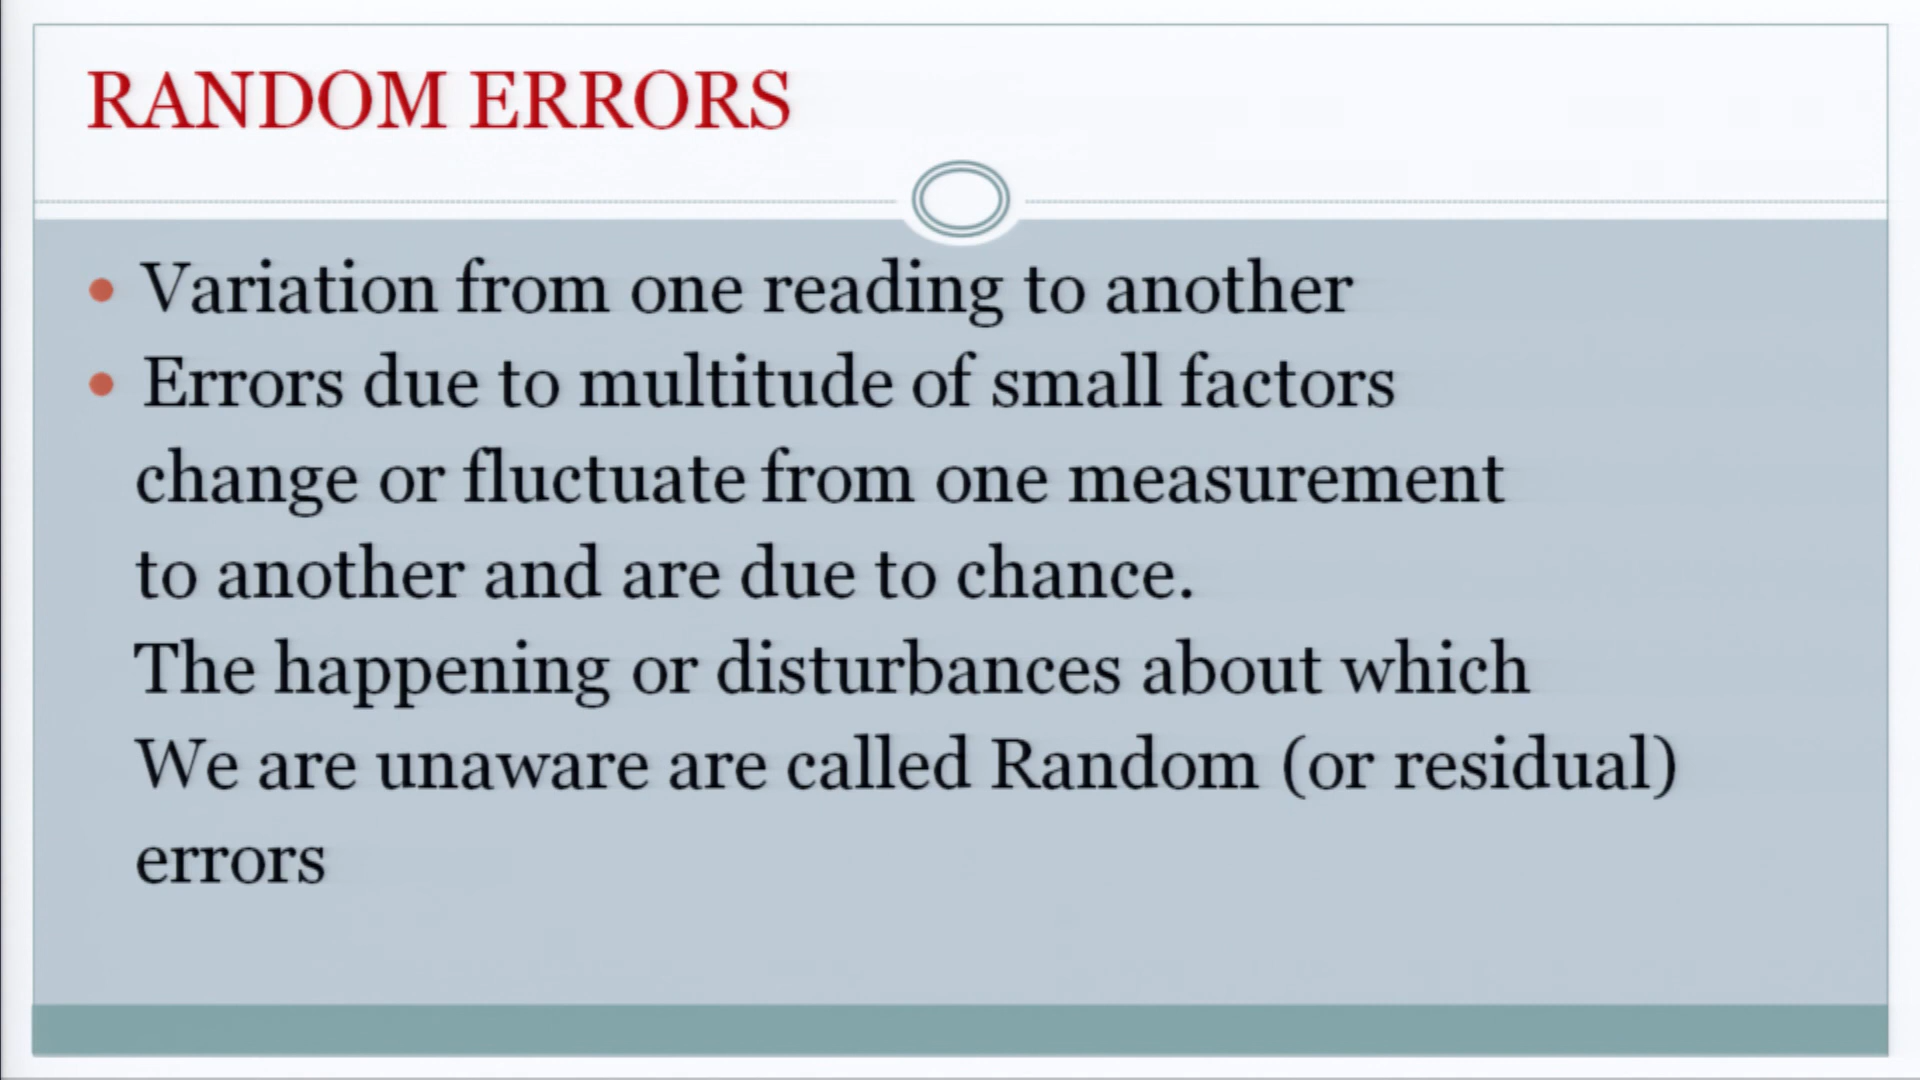 RANDOM ERRORS
• Variation from one reading to another
• Errors due to multitude of small factors
change or fluctuate from one measurement
to another and are due to chance.
The happening or disturbances about which
We are unaware are called Random (or residual)
errors